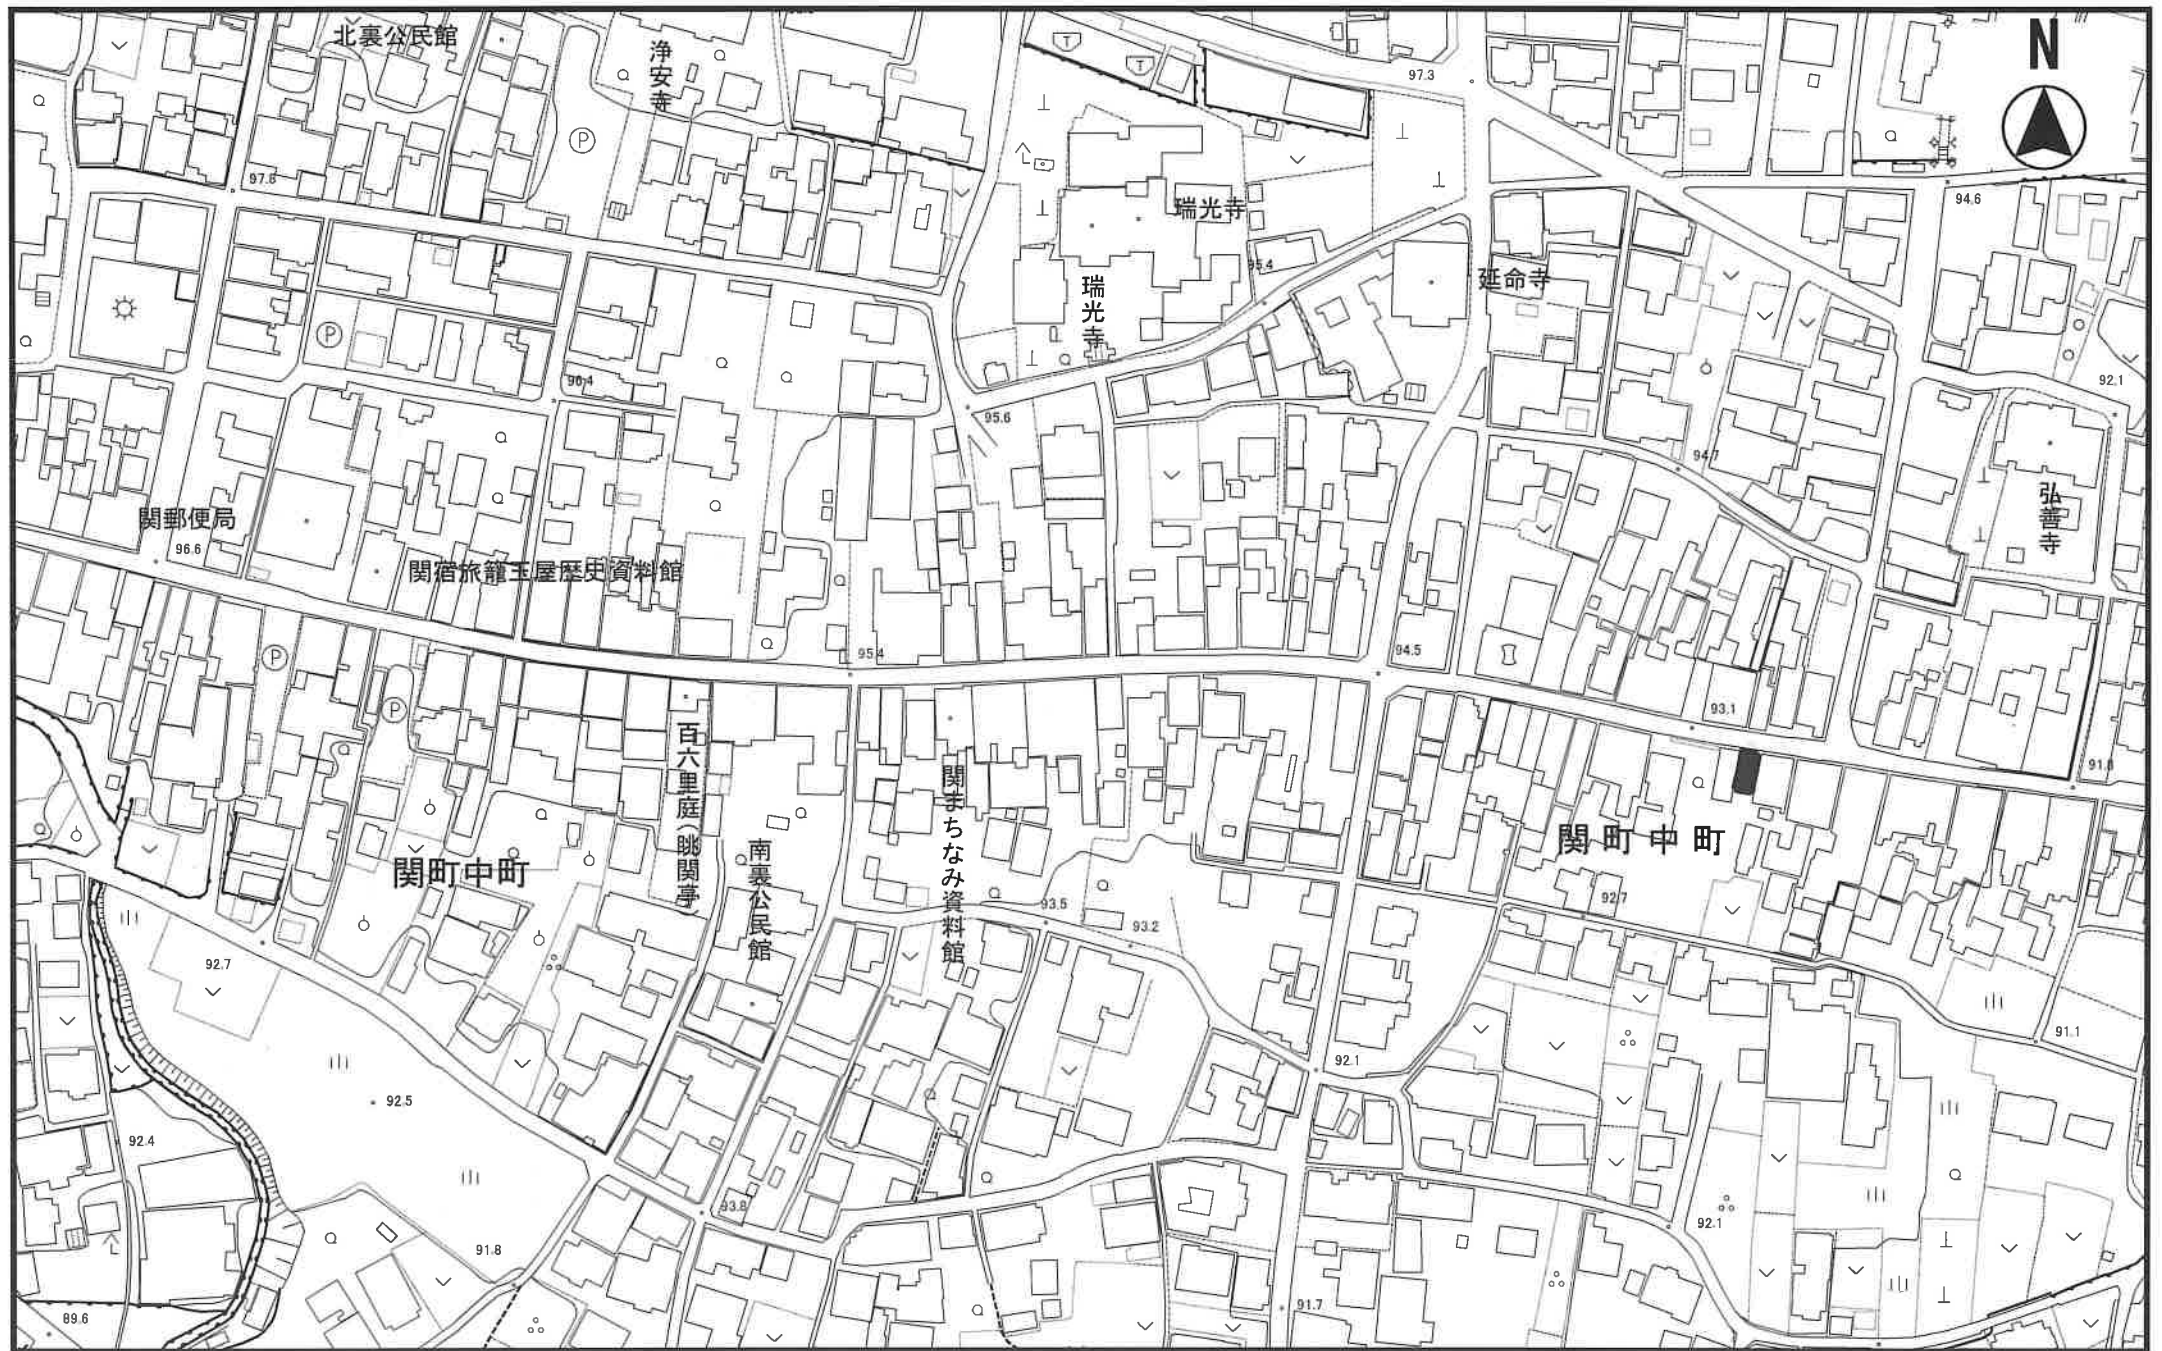 北裏公民館
浄安寺
N
97.3
97.8
94.6
瑞光寺
95.4
延命寺
瑞光寺
P
P
T
T
96.4
92.1
95.6
94.7
弘善寺
関郵便局
96.6
関宿旅籠玉屋歴史資料館
P
95.4
94.5
P
93.1
91.8
百六里庭(眺関亭)
関まちなみ資料館
関町中町
関町中町
南裏公民館
92.7
93.5
93.2
92.7
91.1
92.1
92.5
92.4
93.8
92.1
91.8
91.7
89.6